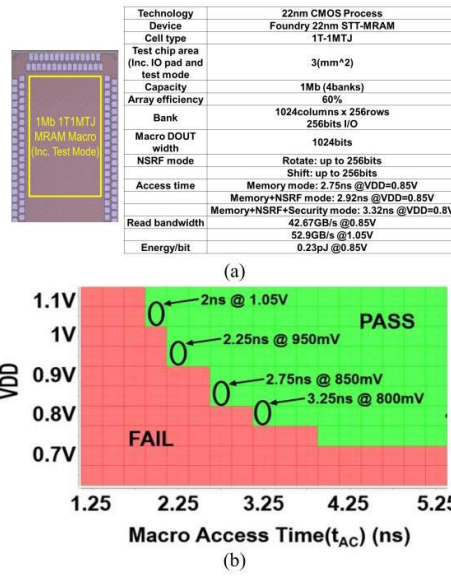 1Mb 1T1MTJ
MRAM Macro
(Inc. Test Mode)
Technology 22nm CMOS Process
Device Foundry 22nm STT-MRAM
Cell type 1T-1MTJ
Test chip area
(Inc. IO pad and
test mode
3(mm^2)
Capacity 1Mb (4banks)
Array efficiency 60%
Bank 1024columns x 256rows
256bits I/O
Macro DOUT
width
1024bits
NSRF mode Rotate: up to 256bits
Shift: up to 256bits
Access time Memory mode: 2.75ns @VDD=0.85V
Memory+NSRF mode: 2.92ns @VDD=0.85V
Memory+NSRF+Security mode: 3.32ns @VDD=0.8V
Read bandwidth 42.67GB/s @0.85V
52.9GB/s @1.05V
Energy/bit 0.23pJ @0.85V
(a)
VDD
1.1V
1V
0.9V
0.8V
0.7V
2ns @ 1.05V
PASS
2.25ns @ 950mV
2.75ns @ 850mV
3.25ns @ 800mV
FAIL
1.25 2.25 3.25 4.25 5.25
Macro Access Time(tAC) (ns)
(b)